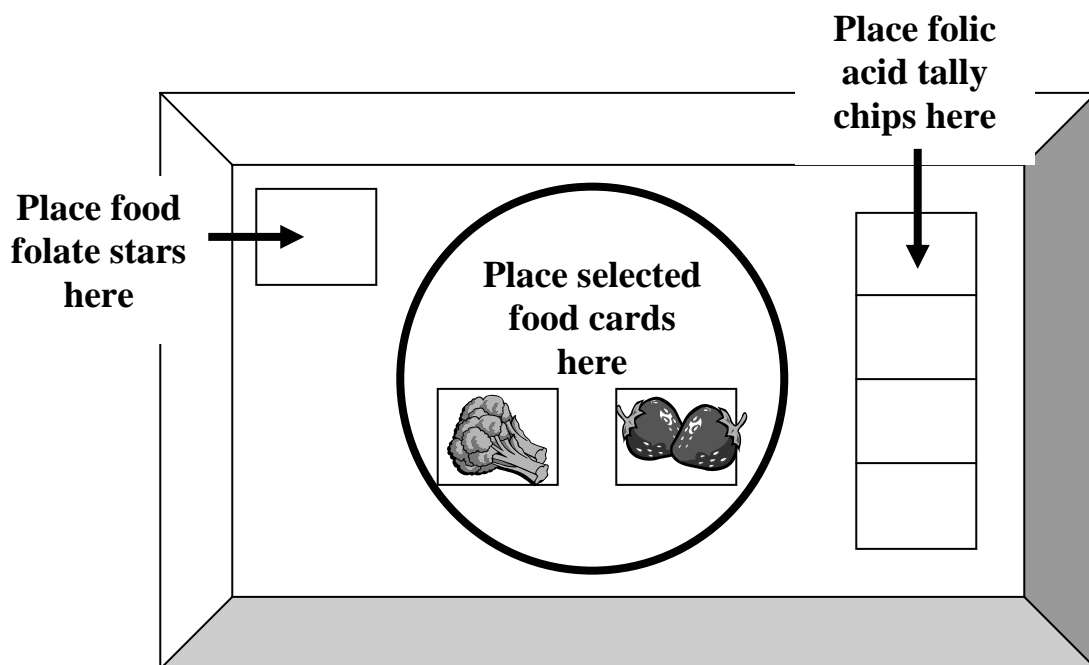 Place folic
acid tally
chips here
Place food
folate stars
here
Place selected
food cards
here